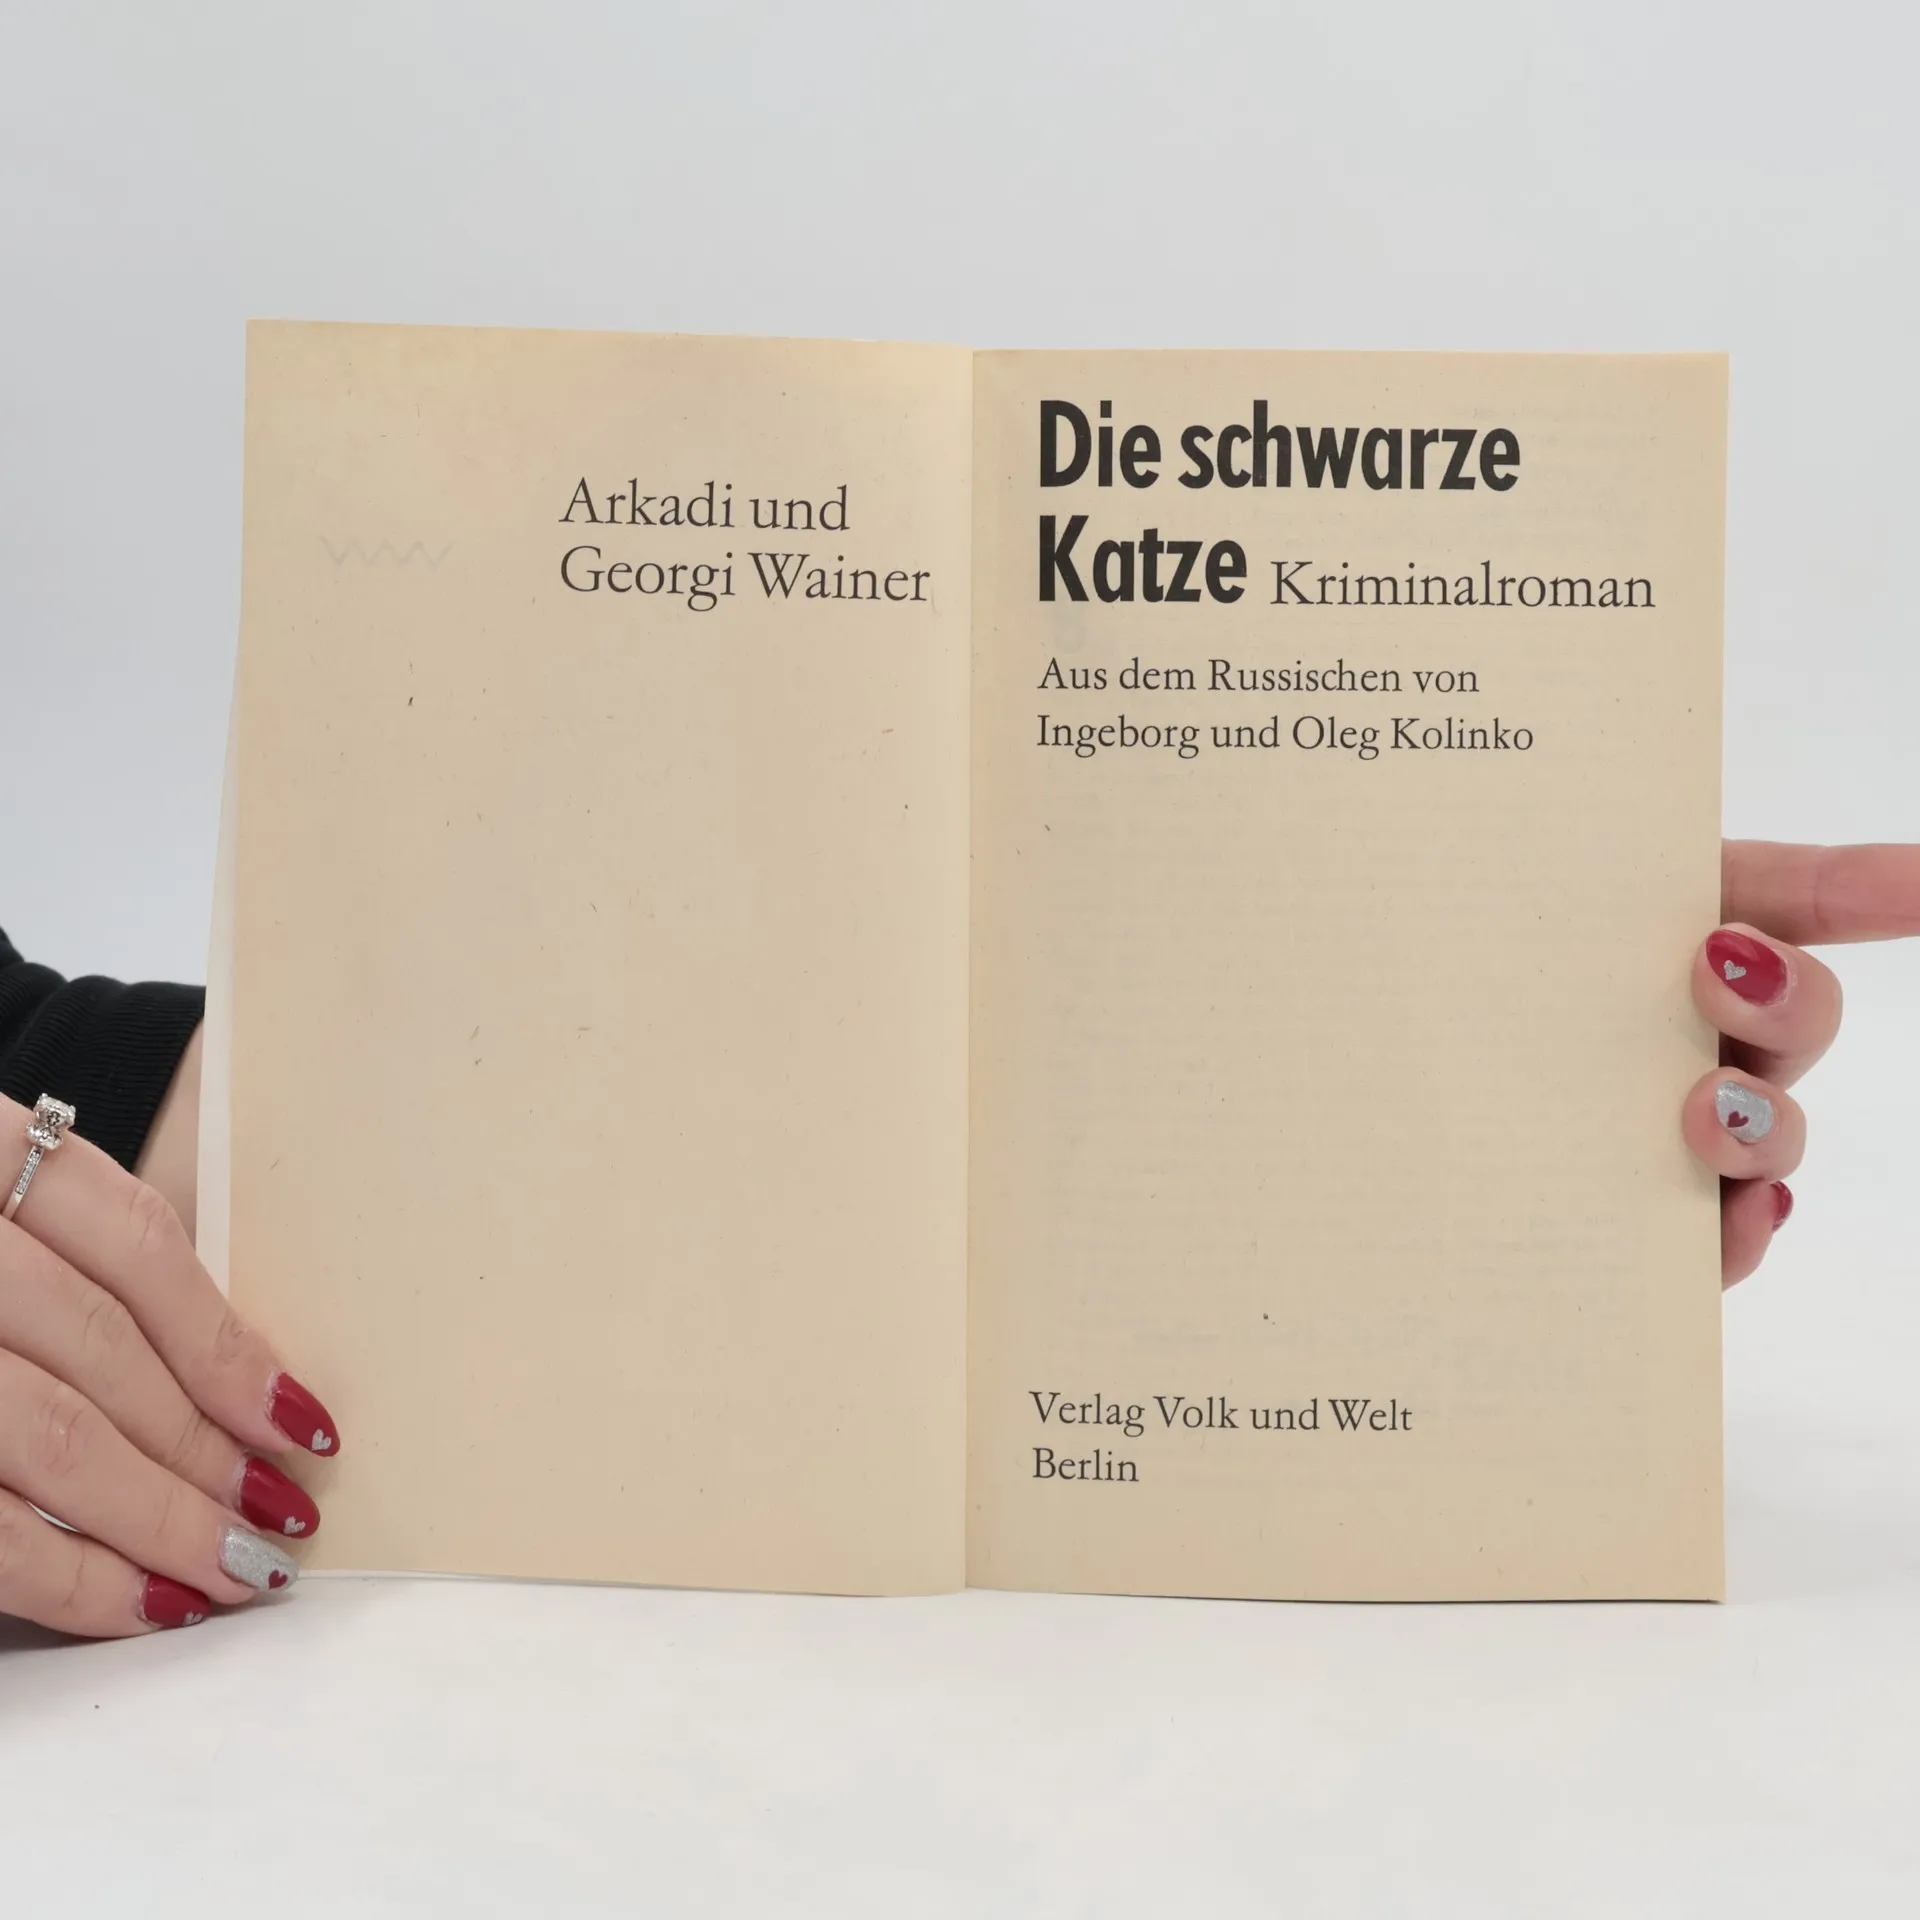 Arkadi und
Georgi Wainer
Die schwarze
Katze Kriminalroman
Aus dem Russischen von
Ingeborg und Oleg Kolinko
Verlag Volk und Welt
Berlin